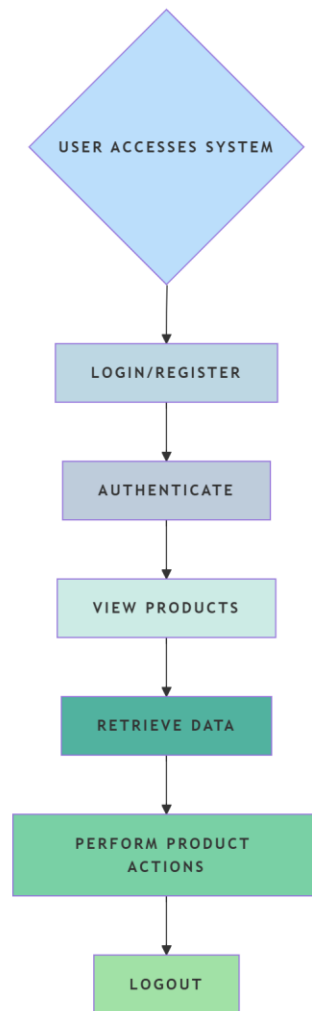 USER ACCESSES SYSTEM
LOGIN/REGISTER
AUTHENTICATE
VIEW PRODUCTS
RETRIEVE DATA
PERFORM PRODUCT
ACTIONS
LOGOUT